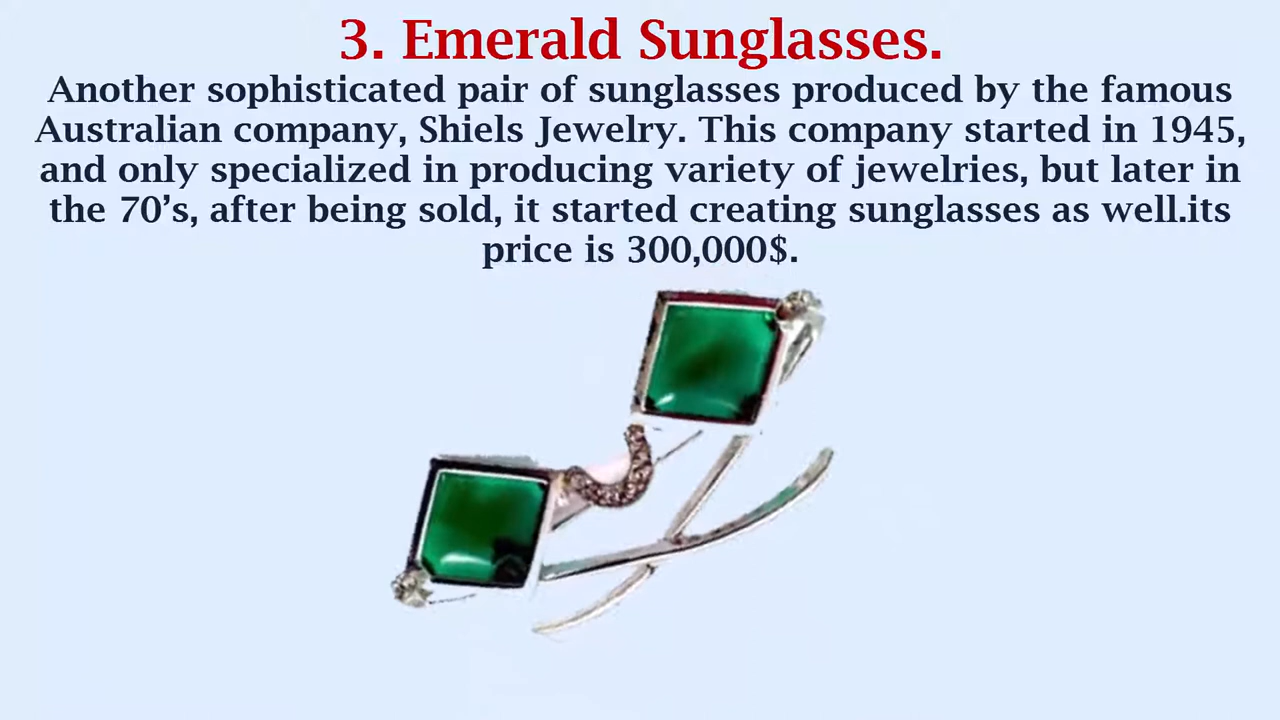 3. Emerald Sunglasses.
Another sophisticated pair of sunglasses produced by the famous
Australian company, Shiels Jewelry. This company started in 1945,
and only specialized in producing variety of jewelries, but later in
the 70’s, after being sold, it started creating sunglasses as well.its
price is 300,000$.